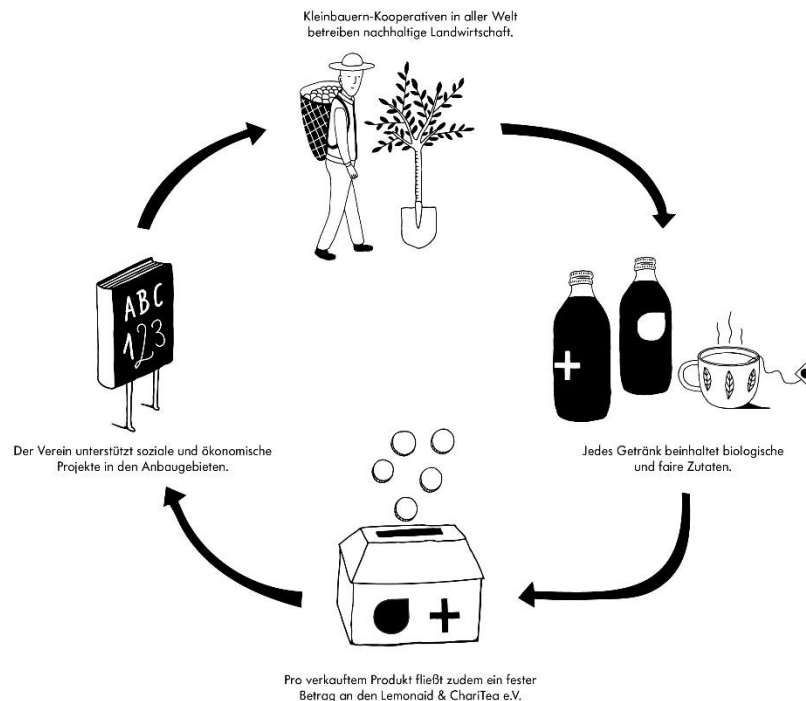 Kleinbauern-Kooperativen in aller Welt
betreiben nachhaltige Landwirtschaft.
Jedes Getränk beinhaltet biologische
und faire Zutaten.
Pro verkauftem Produkt fließt zudem ein fester
Betrag an den Lemonaid & ChariTea e.V.
Der Verein unterstützt soziale und ökonomische
Projekte in den Anbaugebieten.
ABC
123